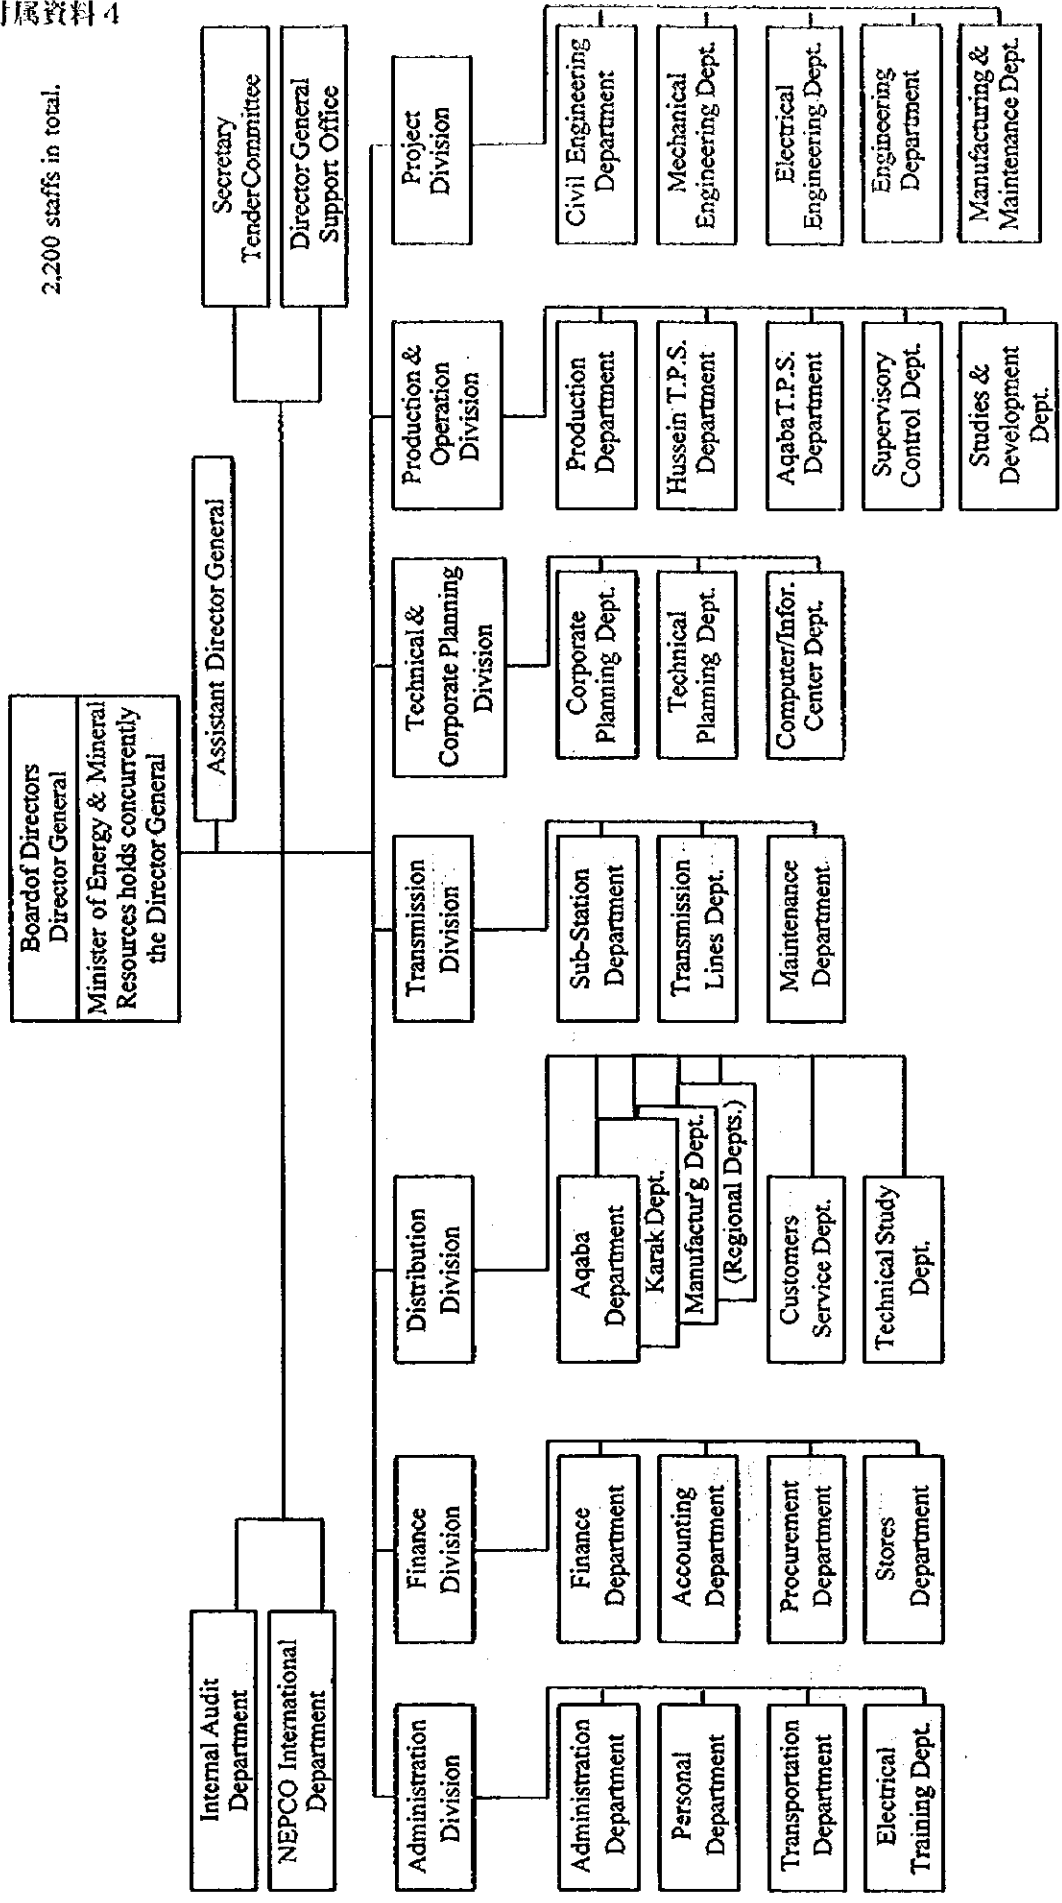 付属資料 4
2,200 staffs in total.
Boardof Directors
Director General
Minister of Energy & Mineral
Resources holds concurrently
the Director General
Assistant Director General
Internal Audit
Department
NEPCO International
Department
Secretary
TenderCommittee
Director General
Support Office
Administration
Division
Finance
Division
Distribution
Division
Transmission
Division
Technical &
Corporate Planning
Division
Production &
Operation
Division
Project
Division
Administration
Department
Personal
Department
Transportation
Department
Electrical
Training Dept.
Finance
Department
Accounting
Department
Procurement
Department
Stores
Department
Aqaba
Department
Karak Dept.
Manufactur'g Dept.
(Regional Depts.)
Customers
Service Dept.
Technical Study
Dept.
Sub-Station
Department
Transmission
Lines Dept.
Maintenance
Department
Corporate
Planning Dept.
Technical
Planning Dept.
Computer/Infor.
Center Dept.
Production
Department
Hussein T.P.S.
Department
Aqaba T.P.S.
Department
Supervisory
Control Dept.
Studies &
Development
Dept.
Civil Engineering
Department
Mechanical
Engineering Dept.
Electrical
Engineering Dept.
Engineering
Department
Manufacturing &
Maintenance Dept.